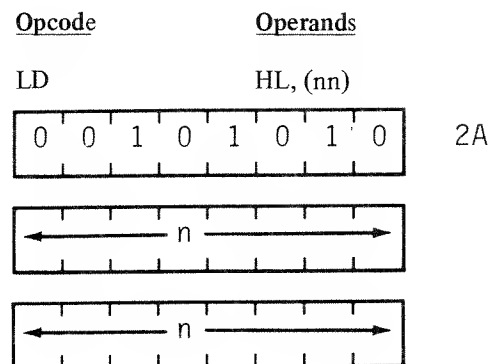 Opcode Operands
LD HL, (nn)
0 0 1 0 1 0 1 0 2A
n
n